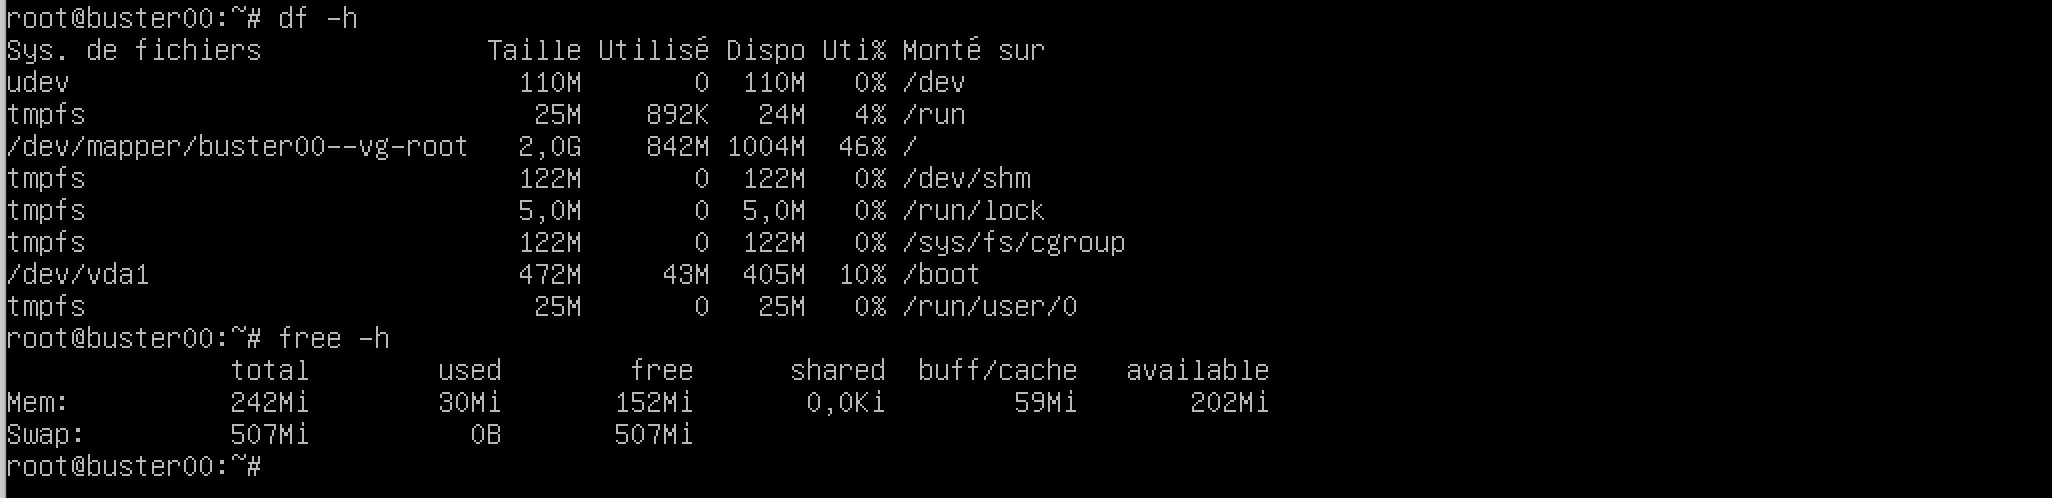 root@buster00:~# df -h
Sys. de fichiers Taille Utilisé Dispo Uti% Monté sur
udev 110M 0 110M 0% /dev
tmpfs 25M 892K 24M 4% /run
/dev/mapper/buster00--vg-root 2,0G 842M 1004M 46% /
tmpfs 122M 0 122M 0% /dev/shm
tmpfs 5,0M 0 5,0M 0% /run/lock
tmpfs 122M 0 122M 0% /sys/fs/cgroup
/dev/vda1 472M 43M 405M 10% /boot
tmpfs 25M 0 25M 0% /run/user/0
root@buster00:~# free -h
total used free shared buff/cache available
Mem: 242Mi 30Mi 152Mi 0,0Ki 59Mi 202Mi
Swap: 507Mi 0B 507Mi
root@buster00:~#